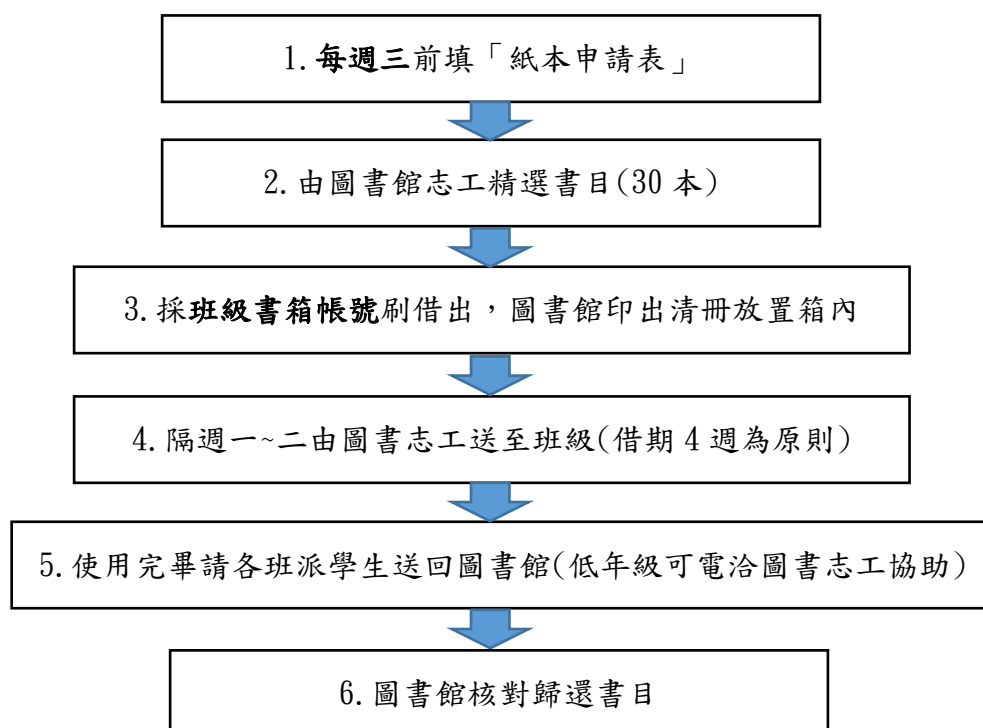 1.每週三前填「紙本申請表」
2.由圖書館志工精選書目(30 本)
3.採班級書箱帳號刷借出，圖書館印出清冊放置箱內
4.隔週一~二由圖書志工送至班級(借期 4 週為原則)
5.使用完畢請各班派學生送回圖書館(低年級可電洽圖書志工協助)
6.圖書館核對歸還書目